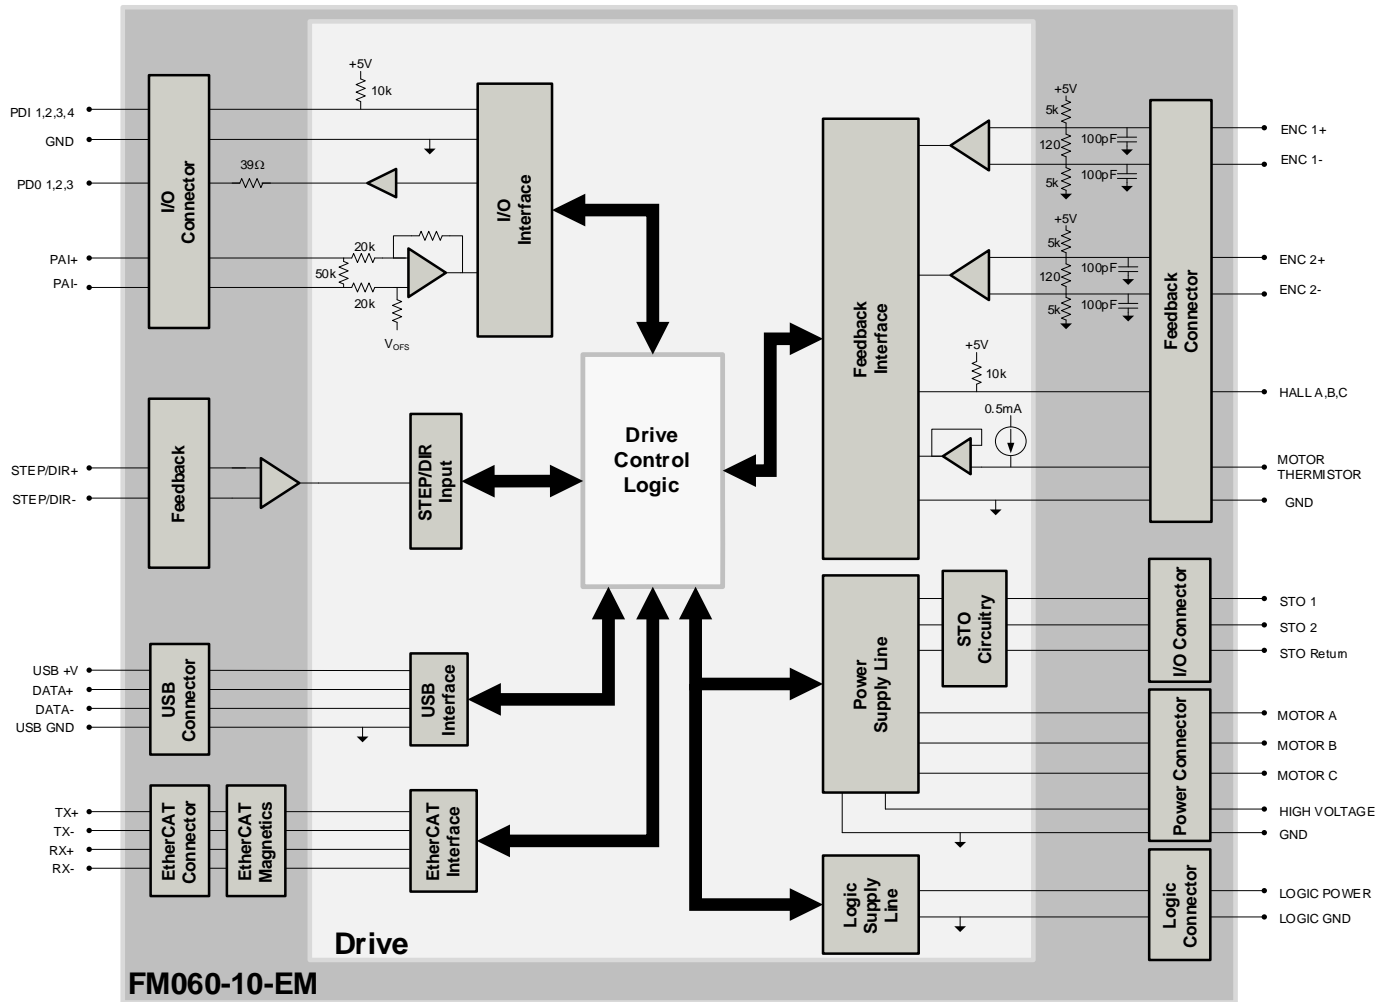 PDI 1,2,3,4
GND
PD0 1,2,3
PAI+
PAI-
I/O
Connector
+5V
10k
39Ω
20k
50k
20k
VOFS
I/O
Interface
STEP/DIR+
STEP/DIR-
Feedback
STEP/DIR
Input
USB +V
DATA+
DATA-
USB GND
USB
Connector
USB
Interface
TX+
TX-
RX+
RX-
EtherCAT
Connector
EtherCAT
Magnetics
EtherCAT
Interface
Drive
Control
Logic
Feedback
Interface
+5V
5k
120
5k
100pF
100pF
+5V
5k
120
5k
100pF
100pF
+5V
10k
0.5mA
Feedback
Connector
ENC 1+
ENC 1-
ENC 2+
ENC 2-
HALL A,B,C
MOTOR
THERMISTOR
GND
Power
Supply Line
STO
Circuitry
I/O Connector
STO 1
STO 2
STO Return
Power Connector
MOTOR A
MOTOR B
MOTOR C
HIGH VOLTAGE
GND
Logic
Supply
Line
Logic
Connector
LOGIC POWER
LOGIC GND
Drive
FM060-10-EM